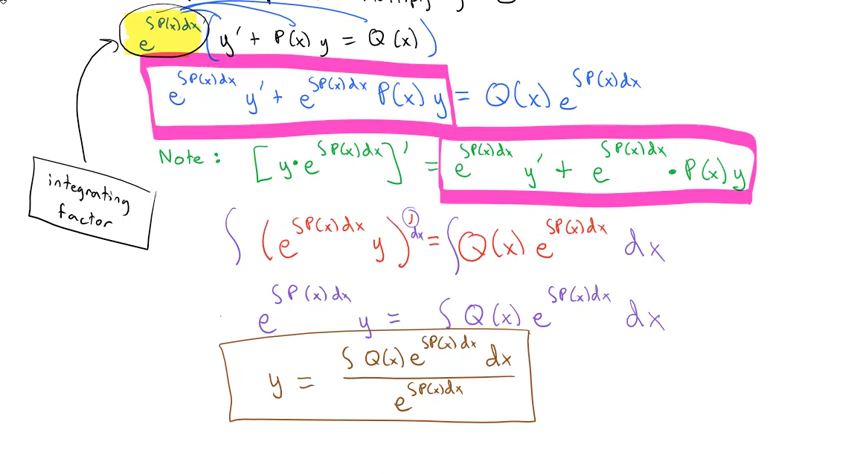 e^{∫P(x)dx} ( y' + P(x) y = Q(x) )
e^{∫P(x)dx} y' + e^{∫P(x)dx} P(x) y = Q(x) e^{∫P(x)dx}
Note: [y·e^{∫P(x)dx}]' = e^{∫P(x)dx} y' + e^{∫P(x)dx} · P(x) y
integrating
factor
∫ (e^{∫P(x)dx} y)' dx = ∫ Q(x) e^{∫P(x)dx} dx
e^{∫P(x)dx} y = ∫ Q(x) e^{∫P(x)dx} dx
y = \frac{∫ Q(x) e^{∫P(x)dx} dx}{e^{∫P(x)dx}}